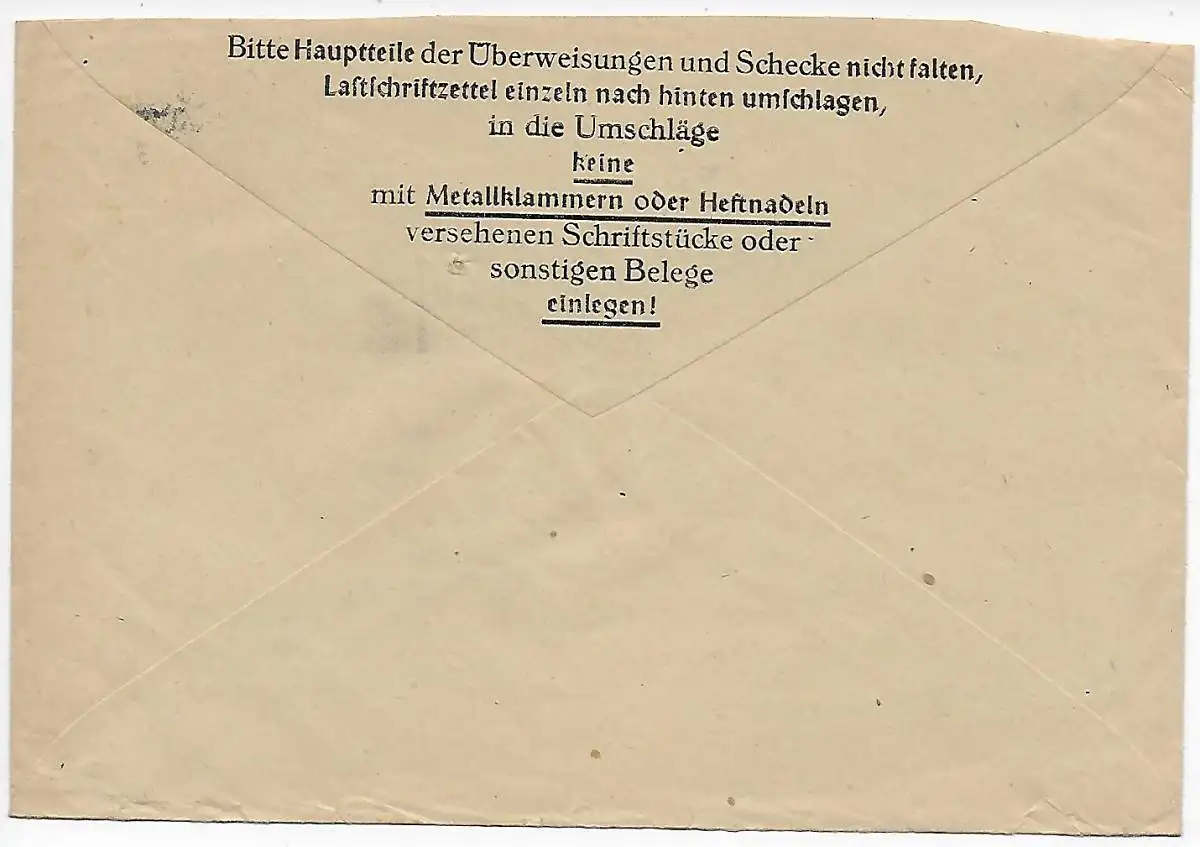 Bitte Hauptteile der Überweisungen und Schecke nicht falten,
Laſtſchriftzettel einzeln nach hinten umſchlagen,
in die Umschläge
keine
mit Metallklammern oder Heftnadeln
versehenen Schriftstücke oder
sonstigen Belege
einlegen!